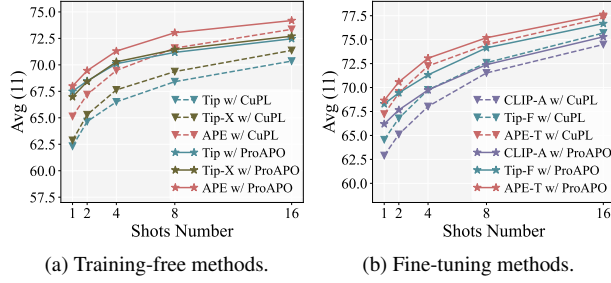 75.0
72.5
70.0
67.5
65.0
62.5
60.0
57.5
Avg (11)
1 2 4 8 16
Shots Number
Tip w/ CuPL
Tip-X w/ CuPL
APE w/ CuPL
Tip w/ ProAPO
Tip-X w/ ProAPO
APE w/ ProAPO
(a) Training-free methods.
77.5
75.0
72.5
70.0
67.5
65.0
62.5
60.0
Avg (11)
1 2 4 8 16
Shots Number
CLIP-A w/ CuPL
Tip-F w/ CuPL
APE-T w/ CuPL
CLIP-A w/ ProAPO
Tip-F w/ ProAPO
APE-T w/ ProAPO
(b) Fine-tuning methods.